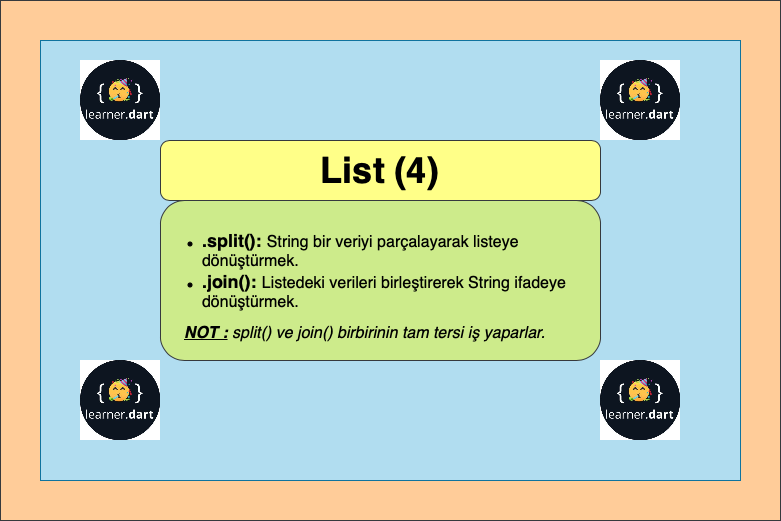 {🥳}
learner.dart
{🥳}
learner.dart
List (4)
• .split(): String bir veriyi parçalayarak listeye
dönüştürmek.
• .join(): Listedeki verileri birleştirerek String ifadeye
dönüştürmek.
NOT : split() ve join() birbirinin tam tersi iş yaparlar.
{🥳}
learner.dart
{🥳}
learner.dart